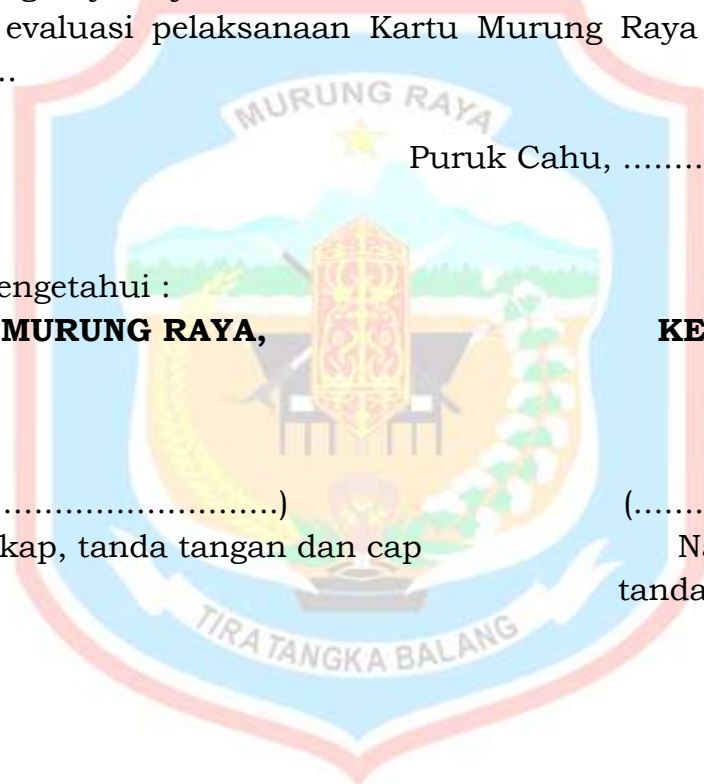 evaluasi pelaksanaan Kartu Murung Raya
..
MURUNG RAYA
Puruk Cahu, .........
engetahui :
MURUNG RAYA,
KE
...........................)
(.......
kap, tanda tangan dan cap
Na
tanda
TIRA TANGKA BALANG